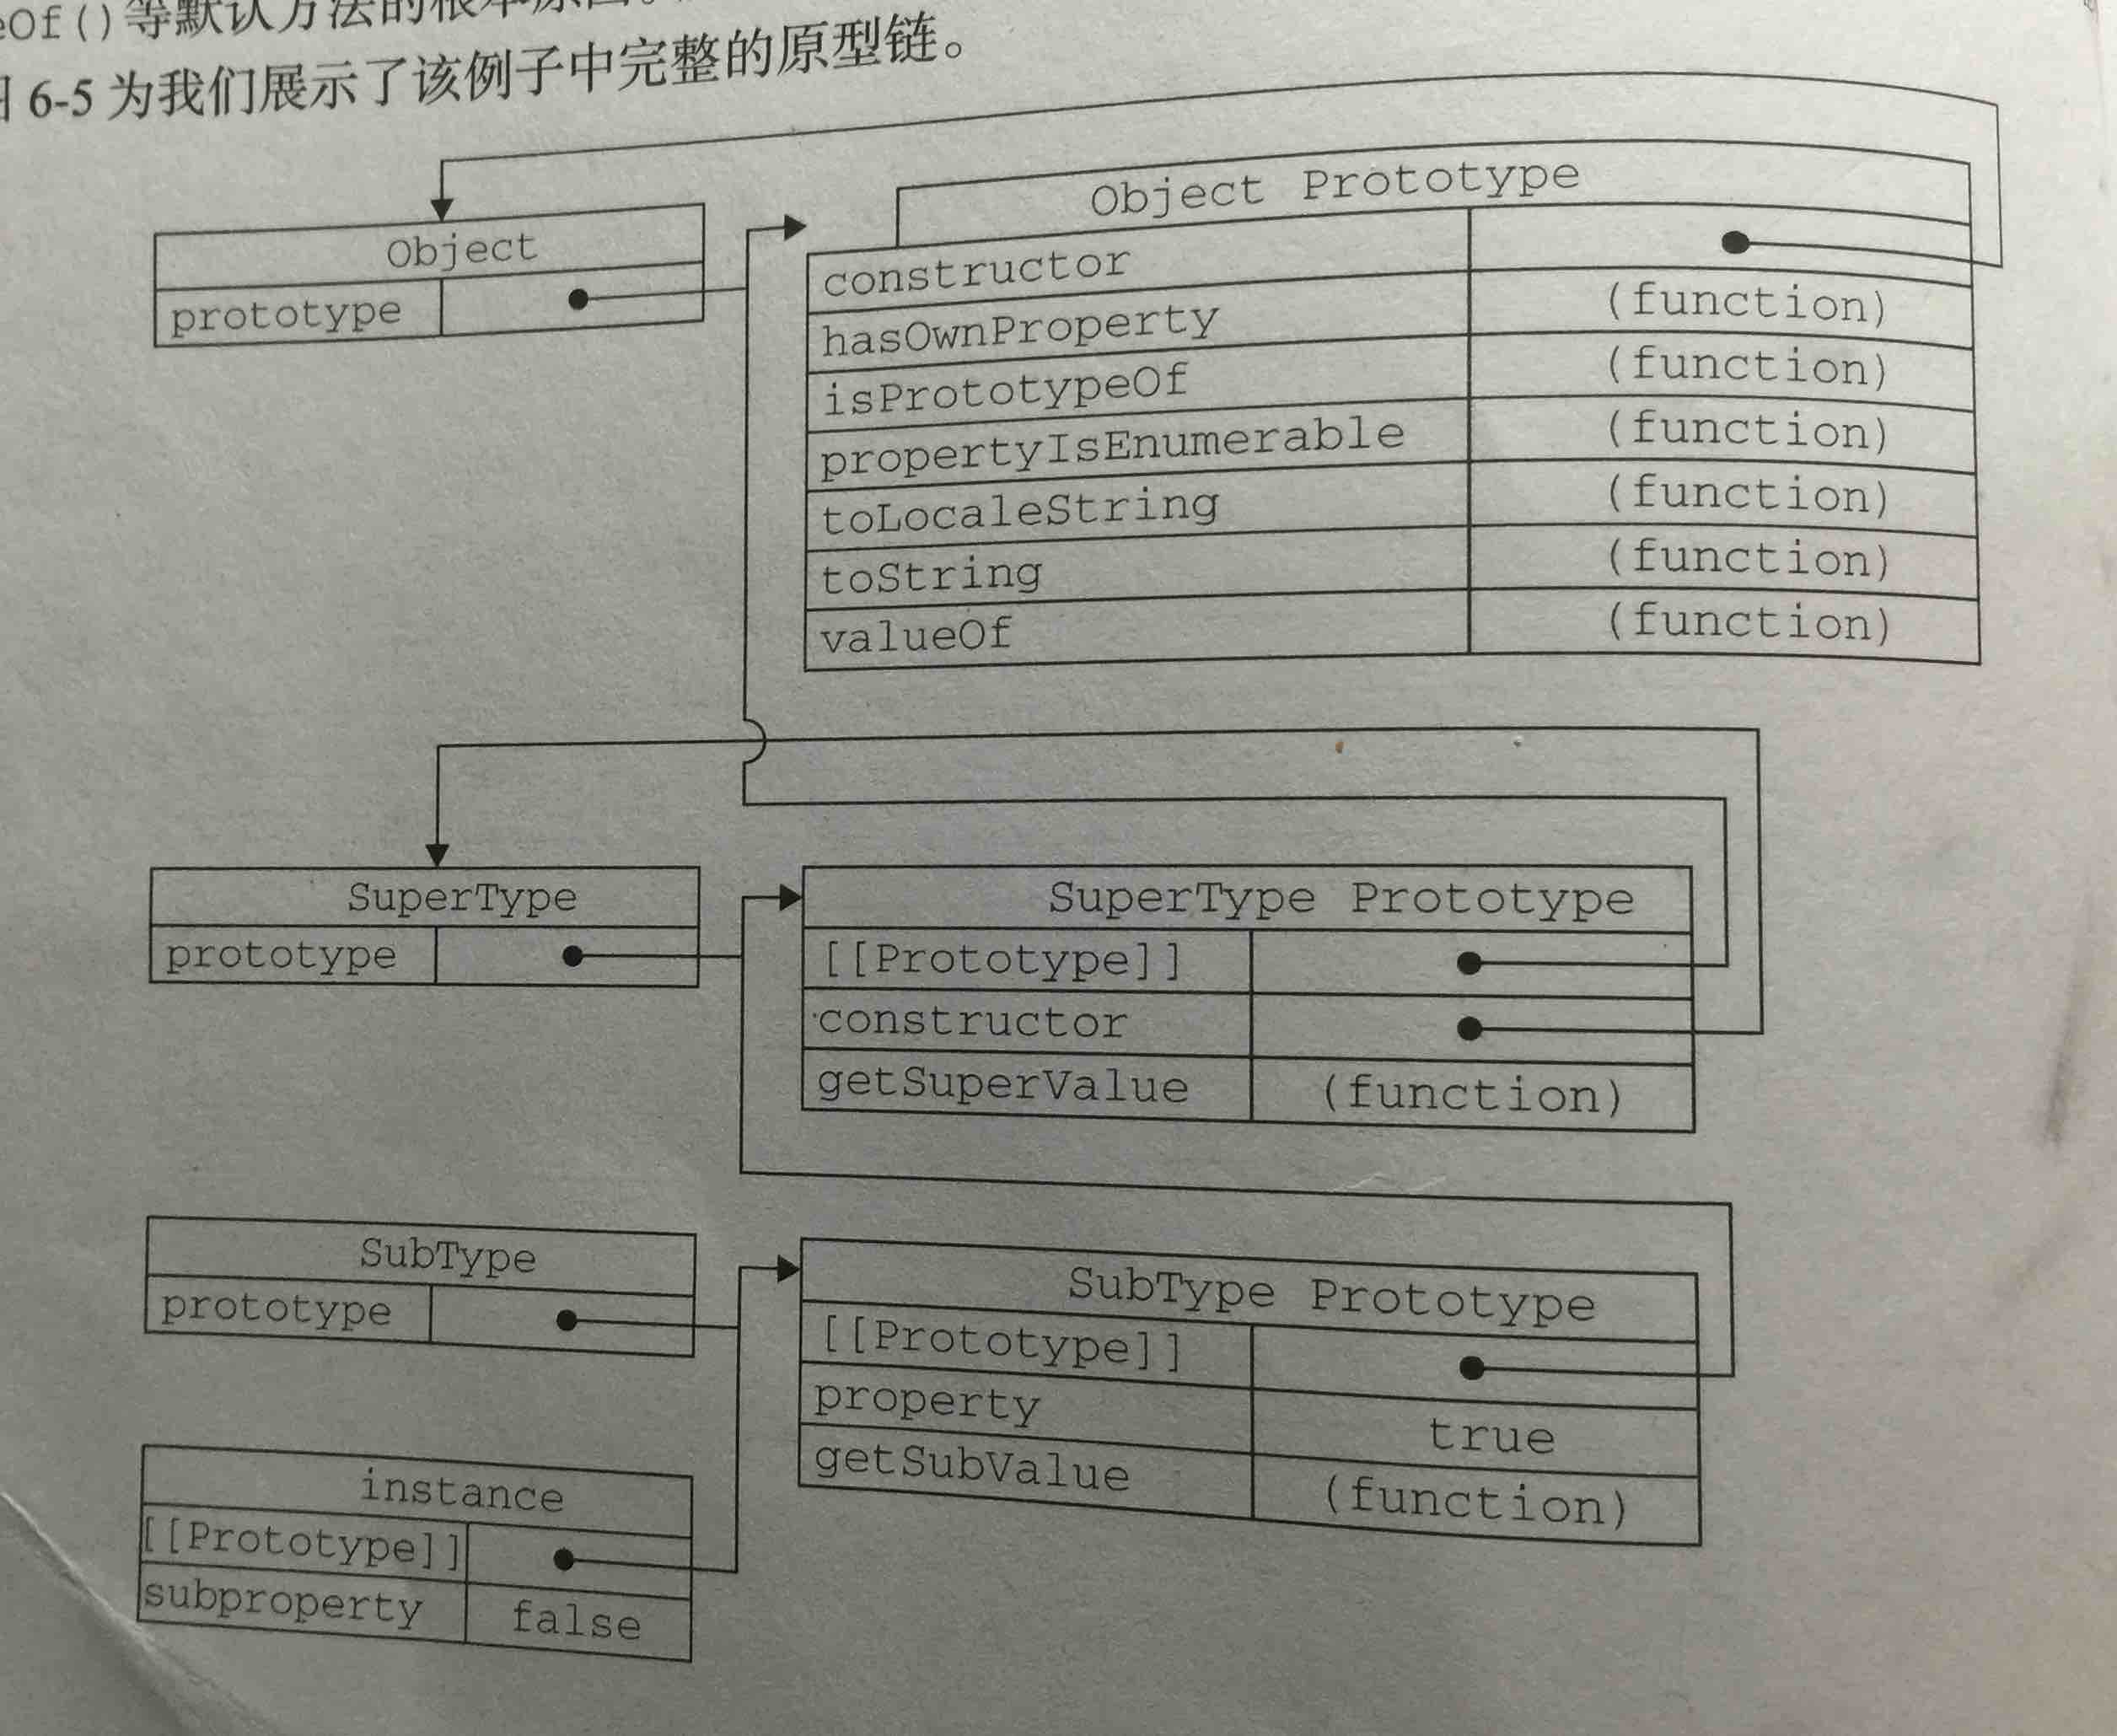 eOf()等默认方法的根本原因。
图 6-5 为我们展示了该例子中完整的原型链。
Object
prototype
Object Prototype
constructor
hasOwnProperty (function)
isPrototypeOf (function)
propertyIsEnumerable (function)
toLocaleString (function)
toString (function)
valueOf (function)
SuperType
prototype
SuperType Prototype
[[Prototype]]
constructor
getSuperValue (function)
SubType
prototype
SubType Prototype
[[Prototype]]
property true
getSubValue (function)
instance
[[Prototype]]
subproperty false